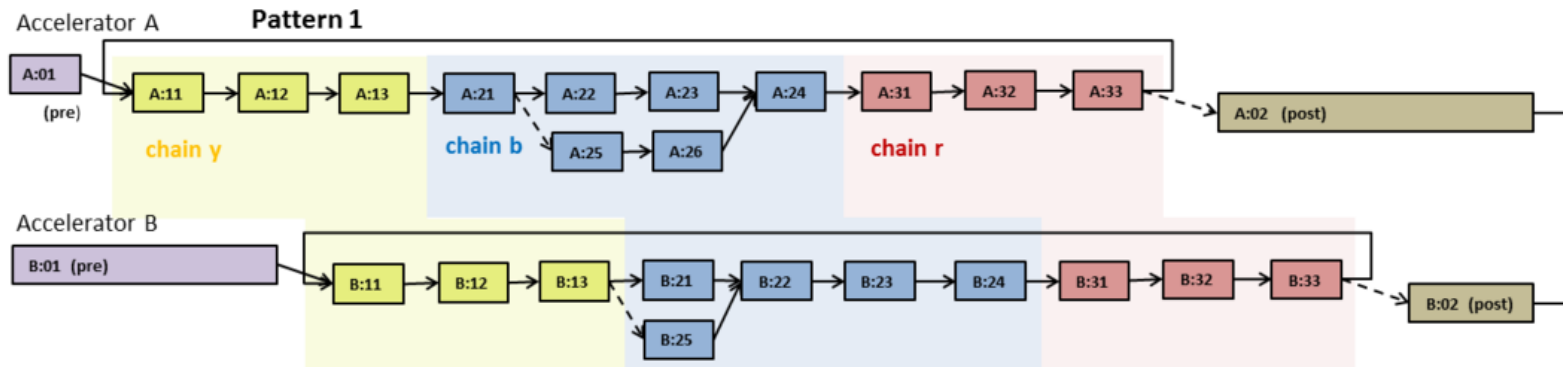 Accelerator A
Pattern 1
A:01
(pre)
A:11
A:12
A:13
A:21
A:22
A:23
A:24
A:31
A:32
A:33
A:02 (post)
chain y
chain b
A:25
A:26
chain r
Accelerator B
B:01 (pre)
B:11
B:12
B:13
B:21
B:22
B:23
B:24
B:31
B:32
B:33
B:02 (post)
B:25